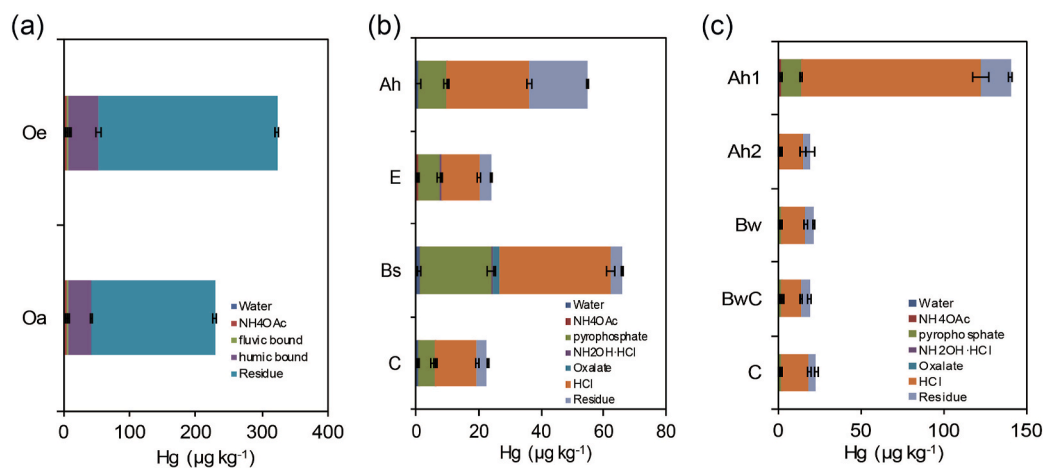 (a)
Oe
Oa
Water
NH4OAc
fluvic bound
humic bound
Residue
0 100 200 300 400
Hg (µg kg⁻¹)
(b)
Ah
E
Bs
C
Water
NH4OAc
pyrophosphate
NH2OH·HCl
Oxalate
HCl
Residue
0 20 40 60 80
Hg (µg kg⁻¹)
(c)
Ah1
Ah2
Bw
BwC
C
Water
NH4OAc
pyrophosphate
NH2OH·HCl
Oxalate
HCl
Residue
0 50 100 150
Hg (µg kg⁻¹)